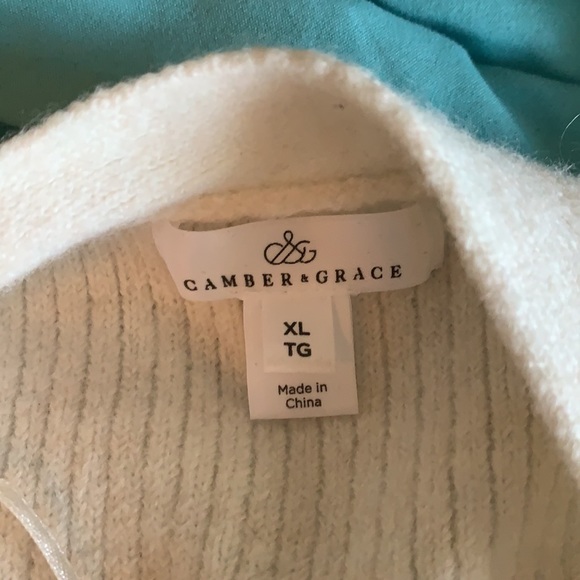 C&G
CAMBER & GRACE
XL
TG
Made in
China